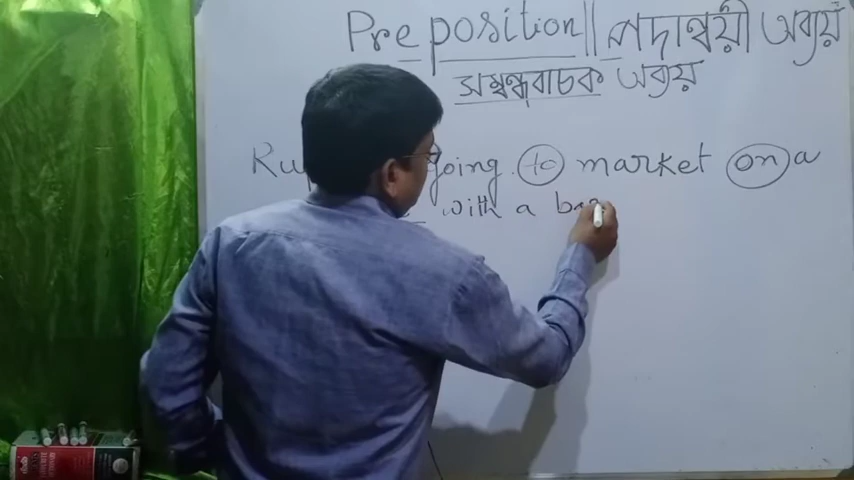 Preposition || পদান্বয়ী অব্যয়
সম্বন্ধবাচক অব্যয়
going to market on a
with a